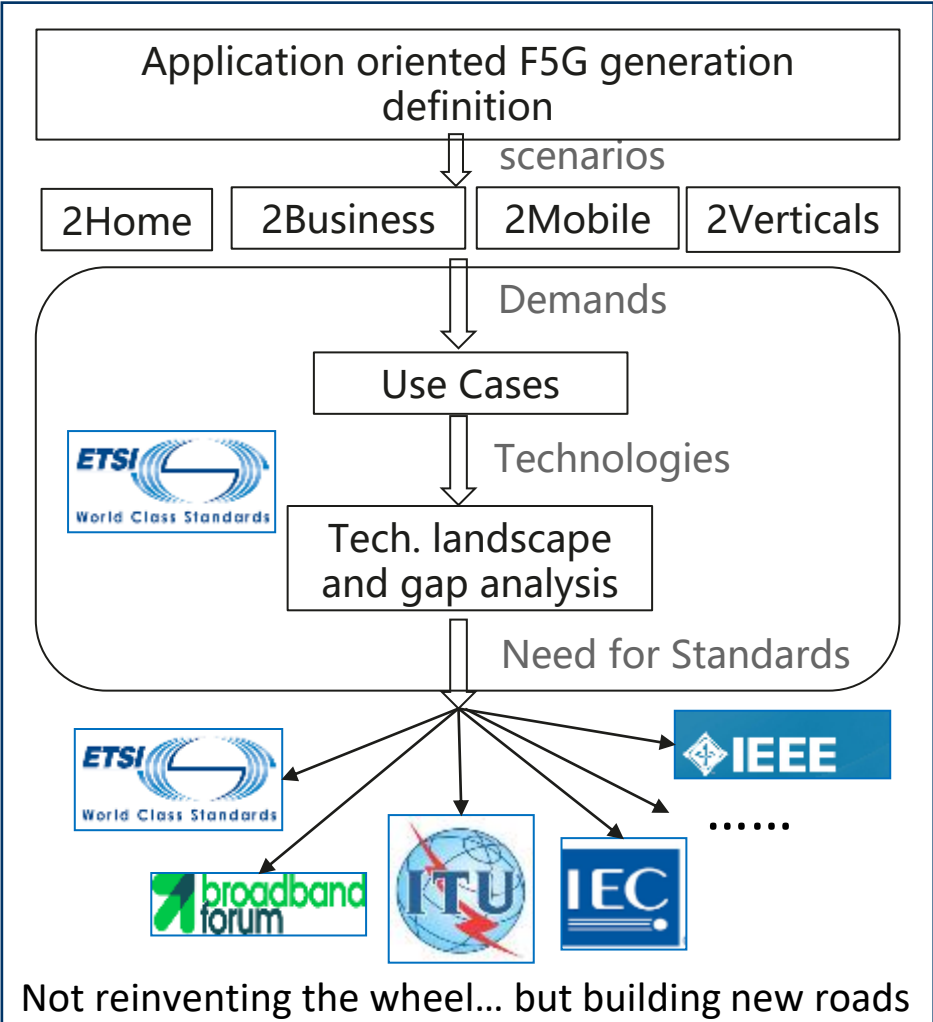 Application oriented F5G generation
definition
scenarios
2Home
2Business
2Mobile
2Verticals
Demands
Use Cases
ETSI
World Class Standards
Technologies
Tech. landscape
and gap analysis
Need for Standards
ETSI
World Class Standards
IEEE
......
broadband
forum
ITU
IEC
Not reinventing the wheel... but building new roads